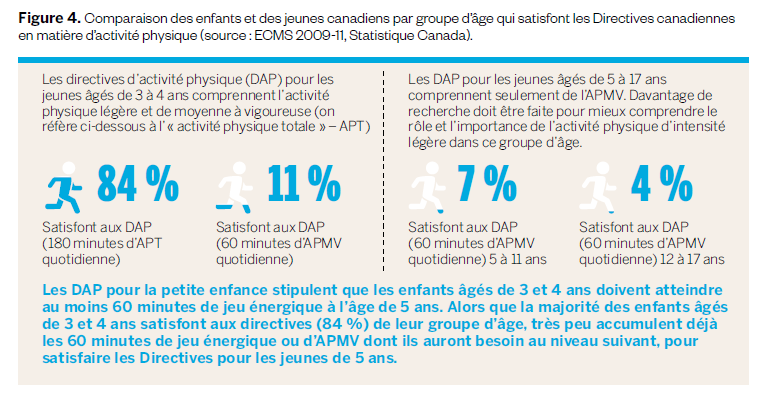 Figure 4. Comparaison des enfants et des jeunes canadiens par groupe d’âge qui satisfont les Directives canadiennes
en matière d’activité physique (source : ECMS 2009-11, Statistique Canada).
Les directives d’activité physique (DAP) pour les
jeunes âgés de 3 à 4 ans comprennent l’activité
physique légère et de moyenne à vigoureuse (on
réfère ci-dessous à l’« activité physique totale » – APT)
84 %
Satisfont aux DAP
(180 minutes d’APT
quotidienne)
11 %
Satisfont aux DAP
(60 minutes d’APMV
quotidienne)
Les DAP pour les jeunes âgés de 5 à 17 ans
comprennent seulement de l’APMV. Davantage de
recherche doit être faite pour mieux comprendre le
rôle et l’importance de l’activité physique d’intensité
légère dans ce groupe d’âge.
7 %
Satisfont aux DAP
(60 minutes d’APMV
quotidienne) 5 à 11 ans
4 %
Satisfont aux DAP
(60 minutes d’APMV
quotidienne) 12 à 17 ans
Les DAP pour la petite enfance stipulent que les enfants âgés de 3 et 4 ans doivent atteindre
au moins 60 minutes de jeu énergique à l’âge de 5 ans. Alors que la majorité des enfants âgés
de 3 et 4 ans satisfont aux directives (84 %) de leur groupe d’âge, très peu accumulent déjà
les 60 minutes de jeu énergique ou d’APMV dont ils auront besoin au niveau suivant, pour
satisfaire les Directives pour les jeunes de 5 ans.